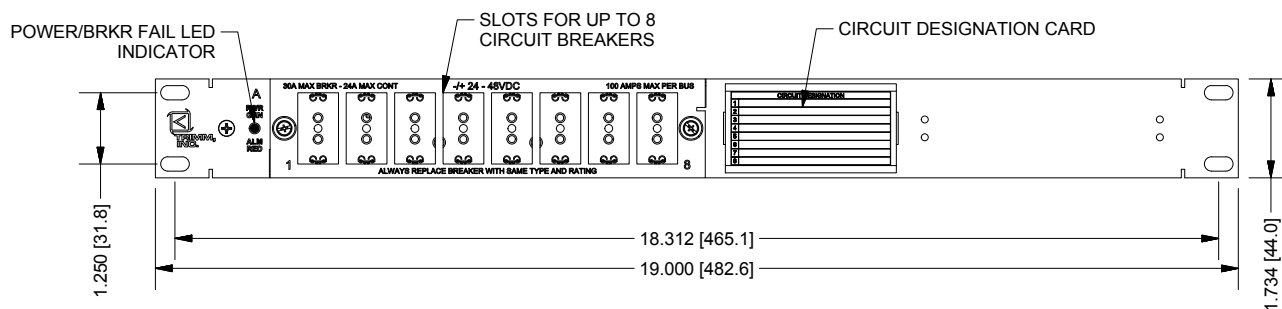 POWER/BRKR FAIL LED
INDICATOR
SLOTS FOR UP TO 8
CIRCUIT BREAKERS
CIRCUIT DESIGNATION CARD
A
PWR
GRN
ALM
RED
TRIMM,
INC.
30A MAX BRKR - 24A MAX CONT
-/+ 24 - 48VDC
100 AMPS MAX PER BUS
1
8
ALWAYS REPLACE BREAKER WITH SAME TYPE AND RATING
CIRCUIT DESIGNATION
1
2
3
4
5
6
7
8
1.250 [31.8]
18.312 [465.1]
19.000 [482.6]
1.734 [44.0]